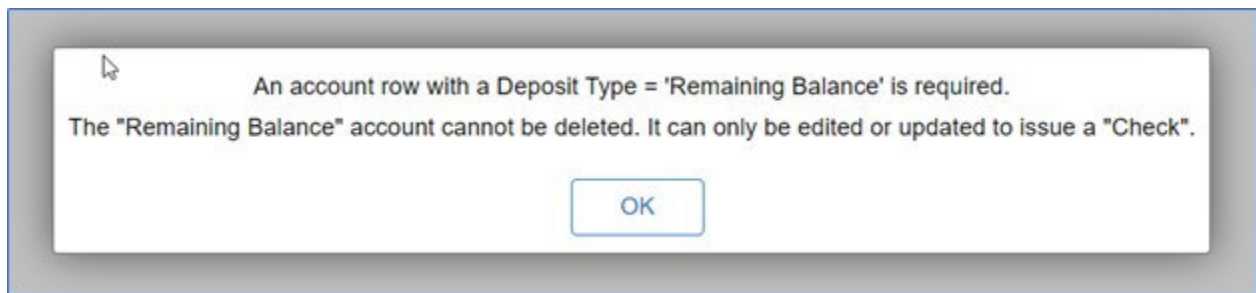 An account row with a Deposit Type = 'Remaining Balance' is required.
The "Remaining Balance" account cannot be deleted. It can only be edited or updated to issue a "Check".
OK